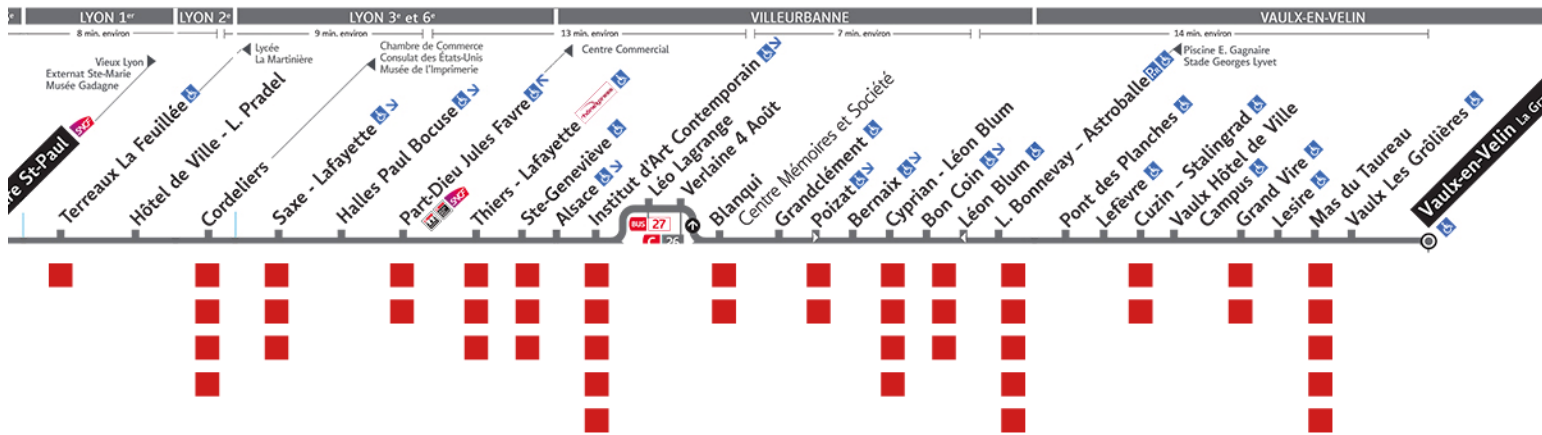 LYON 1er
LYON 2e
LYON 3e et 6e
VILLEURBANNE
VAULX-EN-VELIN
8 min. environ
9 min. environ
13 min. environ
7 min. environ
14 min. environ
Vieux Lyon
Externat Ste-Marie
Musée Gadagne
Lycée
La Martinière
Chambre de Commerce
Consulat des États-Unis
Musée de l'Imprimerie
Centre Commercial
Piscine E. Gagnaire
Stade Georges Lyvet
St-Paul
SNCF
Terreaux La Feuillée
Hôtel de Ville - L. Pradel
Cordeliers
Saxe - Lafayette
Halles Paul Bocuse
Part-Dieu Jules Favre
SNCF
Thiers - Lafayette
rhônexpress
Ste-Geneviève
Alsace
Institut d'Art Contemporain
Léo Lagrange
Verlaine 4 Août
BUS 27
C 26
Blanqui
Centre Mémoires et Société
Grandclément
Poizat
Bernaix
Cyprian - Léon Blum
Bon Coin
Léon Blum
L. Bonnevay - Astroballe
Pont des Planches
Lefèvre
Cuzin - Stalingrad
Vaulx Hôtel de Ville
Campus
Grand Vire
Lesire
Mas du Taureau
Vaulx Les Grôlières
Vaulx-en-Velin La